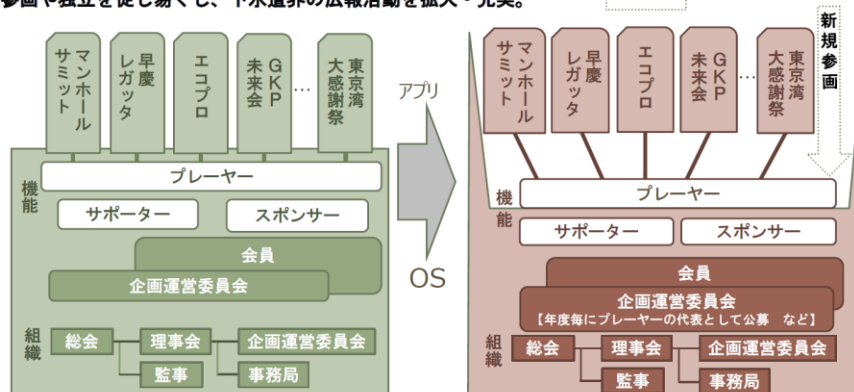 参画や独立を促し易くし、下水道界の広報活動を拡大・充実。
マンホールサミット
早慶レガッタ
エコプロ
GKP未来会
…
東京湾大感謝祭
機能
プレーヤー
サポーター
スポンサー
会員
企画運営委員会
組織
総会
理事会
企画運営委員会
監事
事務局
アプリ
OS
マンホールサミット
早慶レガッタ
エコプロ
GKP未来会
…
東京湾大感謝祭
新規参画
機能
プレーヤー
サポーター
スポンサー
会員
企画運営委員会
【年度毎にプレーヤーの代表として公募 など】
組織
総会
理事会
企画運営委員会
監事
事務局